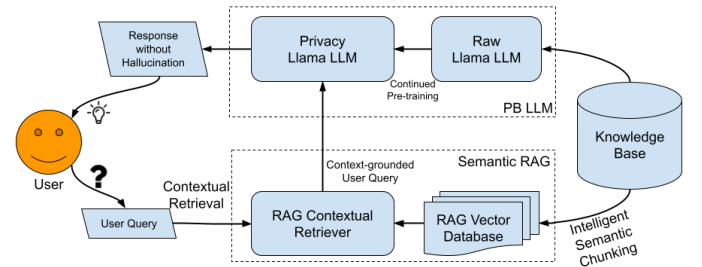 Response
without
Hallucination
Privacy
Llama LLM
Raw
Llama LLM
Continued
Pre-training
PB LLM
Knowledge
Base
User
?
Contextual
Retrieval
User Query
Context-grounded
User Query
Semantic RAG
RAG Contextual
Retriever
RAG Vector
Database
Intelligent
Semantic
Chunking